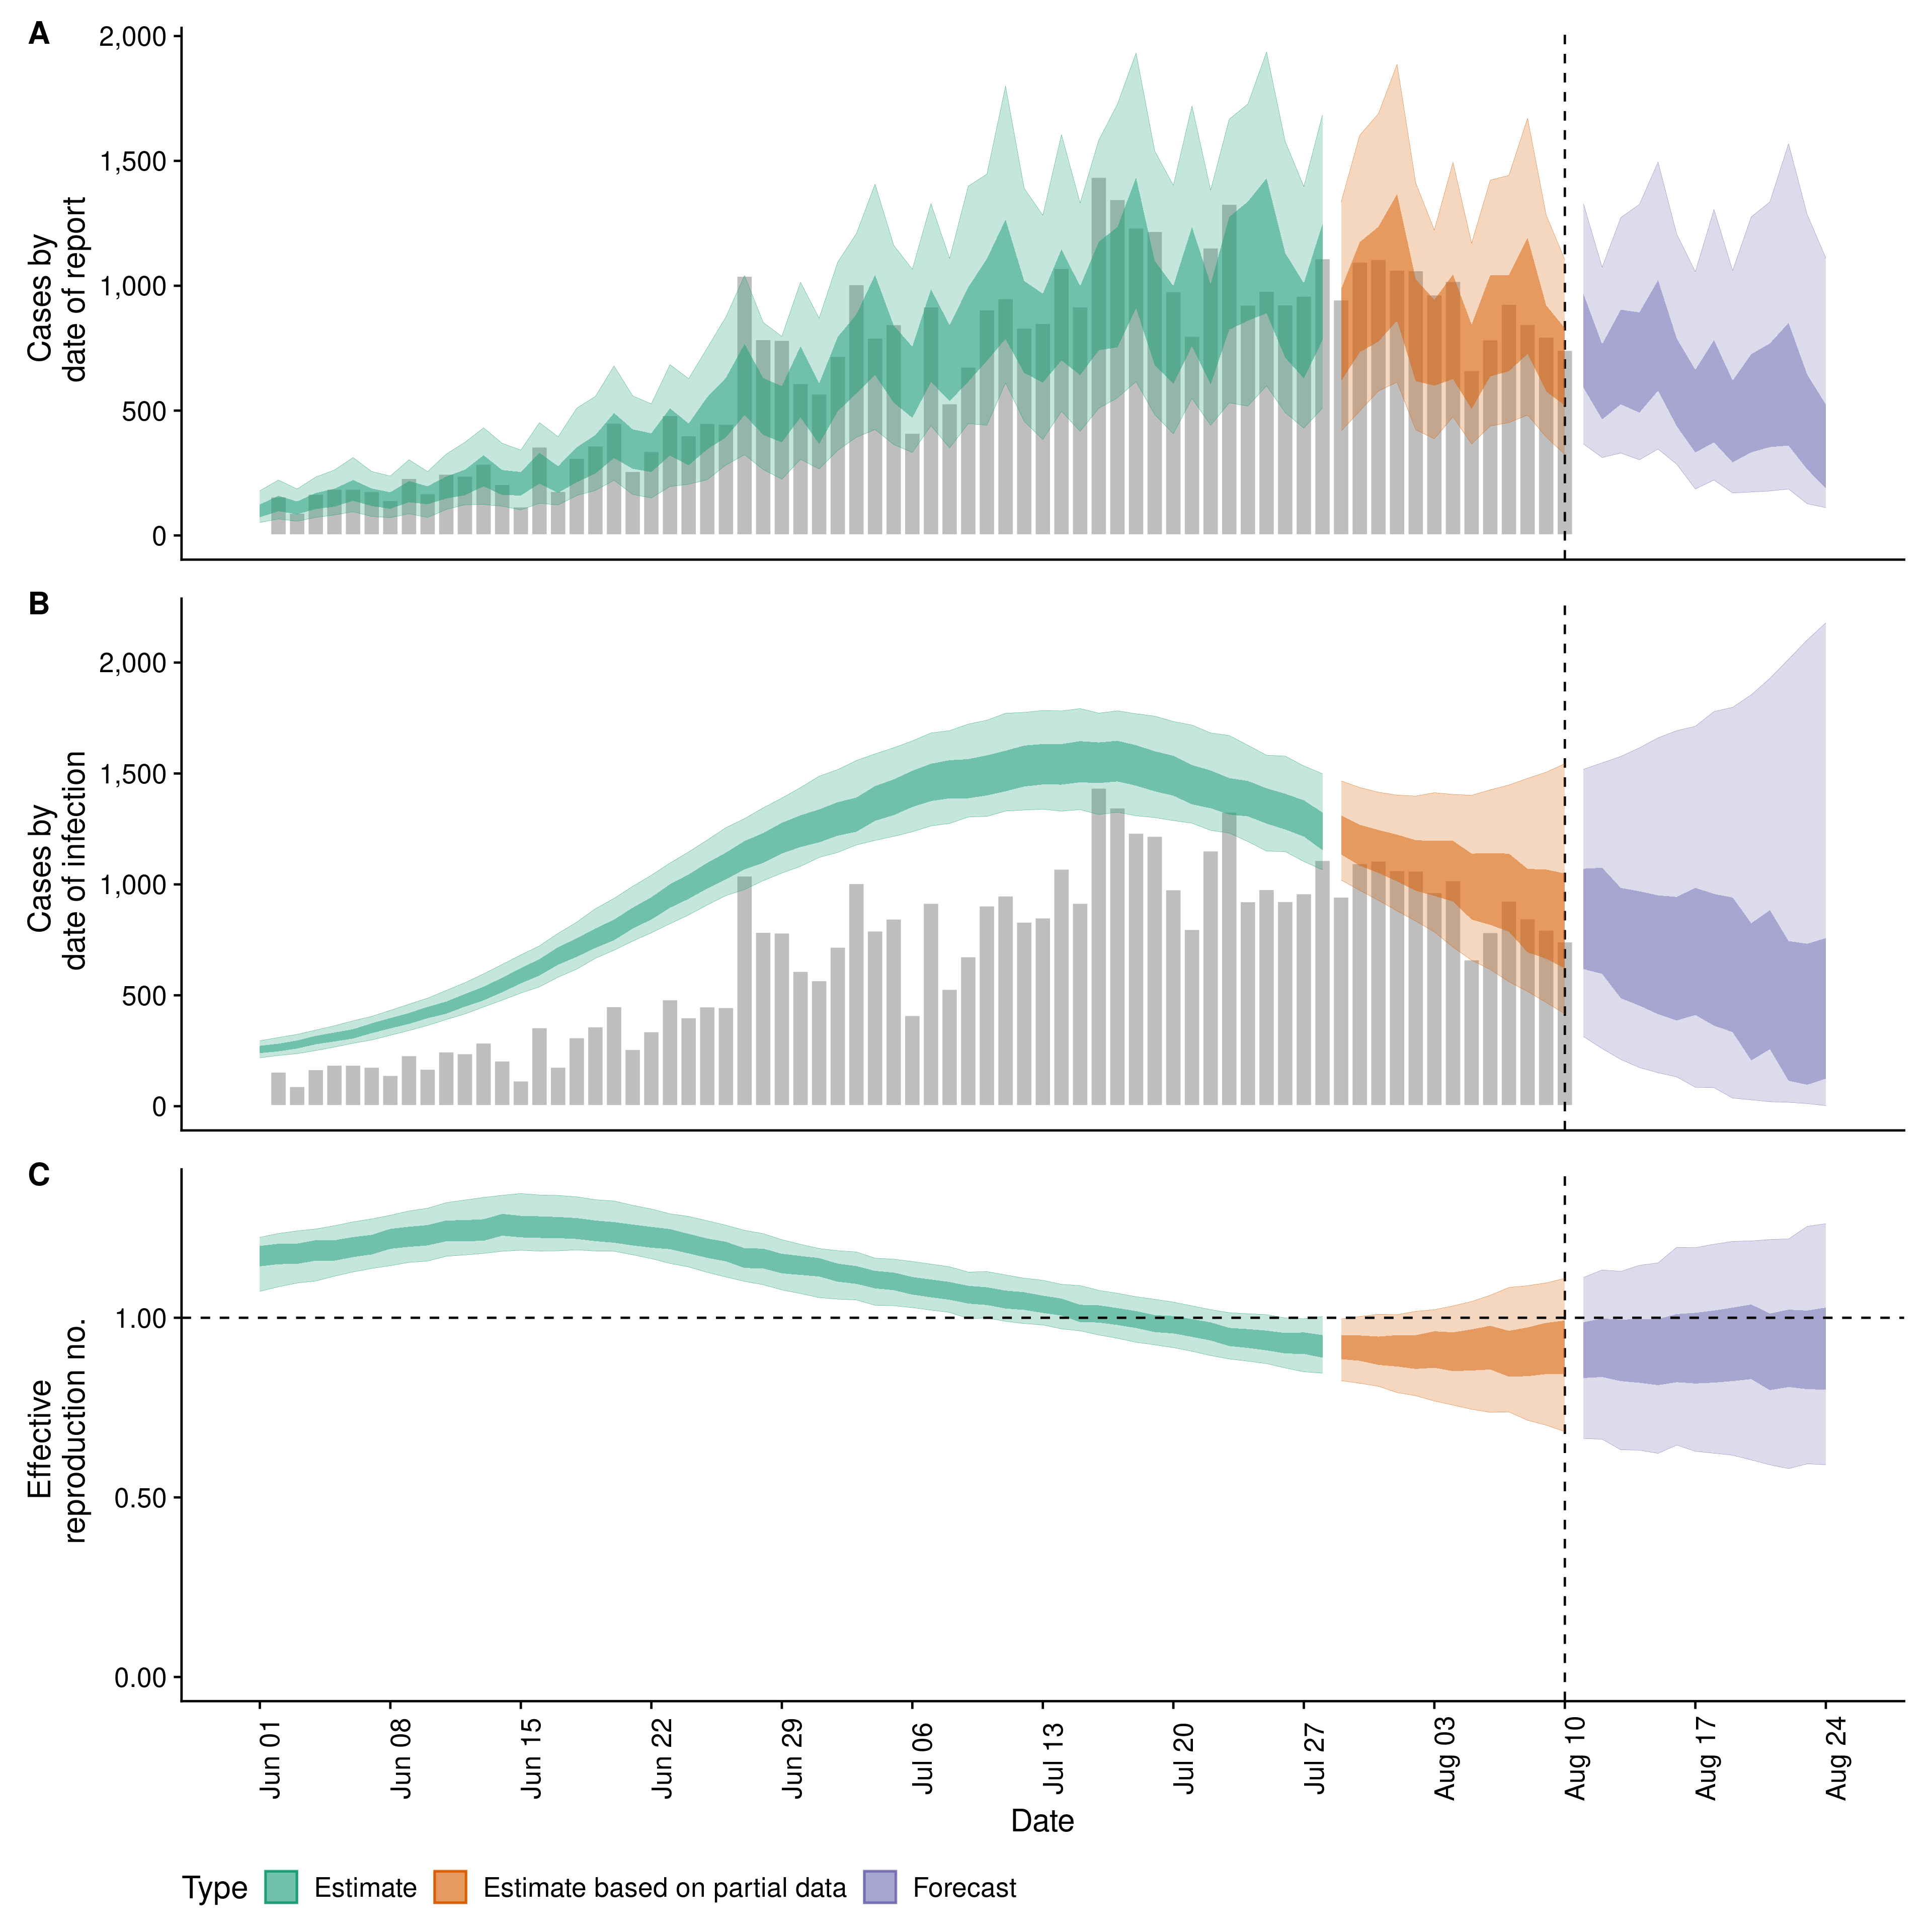 A
Cases by
date of report
2,000
1,500
1,000
500
0
B
Cases by
date of infection
2,000
1,500
1,000
500
0
C
Effective
reproduction no.
1.00
0.50
0.00
Jun 01
Jun 08
Jun 15
Jun 22
Jun 29
Jul 06
Jul 13
Jul 20
Jul 27
Aug 03
Aug 10
Aug 17
Aug 24
Date
Type Estimate Estimate based on partial data Forecast